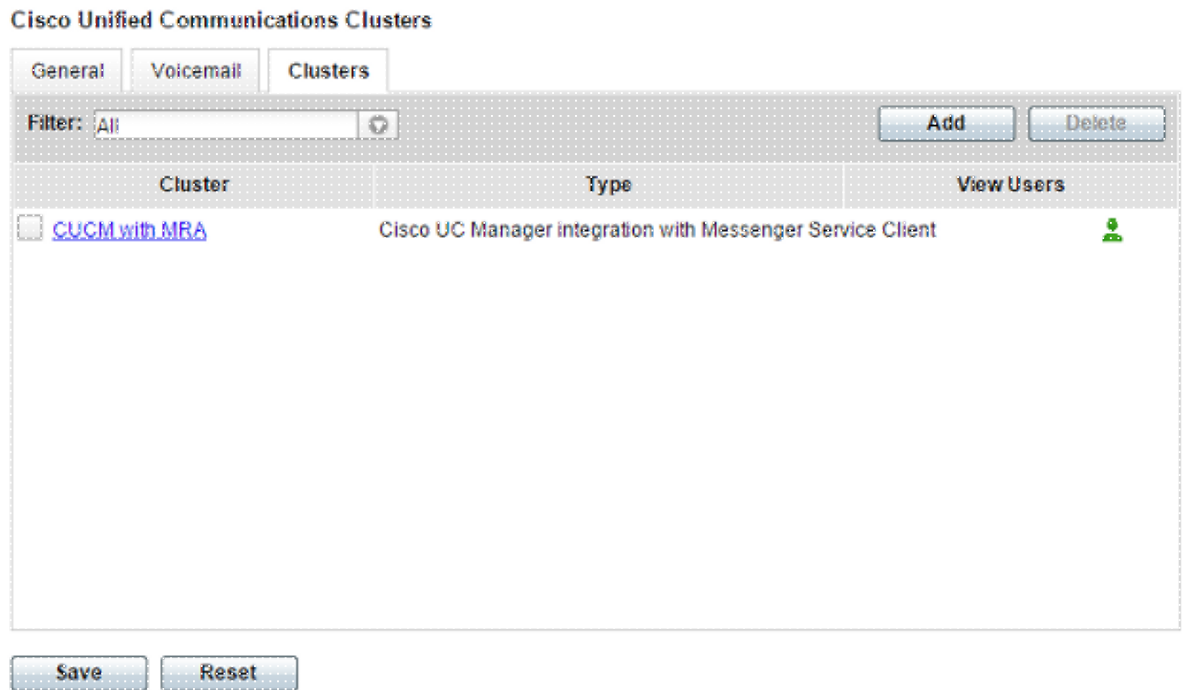 Cisco Unified Communications Clusters
General Voicemail Clusters
Filter: All Add Delete
Cluster Type View Users
CUCM with MRA Cisco UC Manager integration with Messenger Service Client
Save Reset